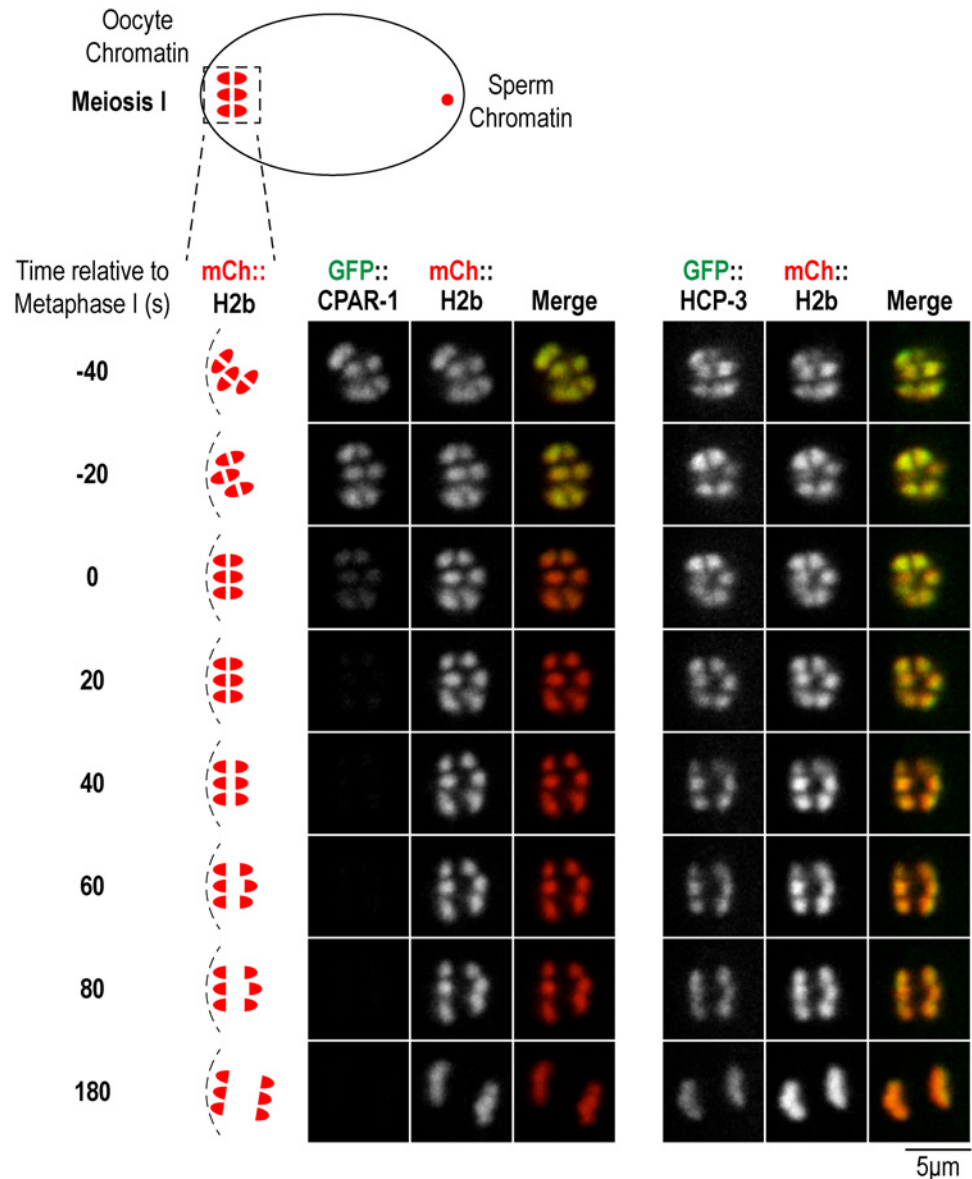 Oocyte
Chromatin
Meiosis I
Sperm
Chromatin
Time relative to
Metaphase I (s)
mCh::
H2b
GFP::
CPAR-1
mCh::
H2b
Merge
GFP::
HCP-3
mCh::
H2b
Merge
-40
-20
0
20
40
60
80
180
5µm